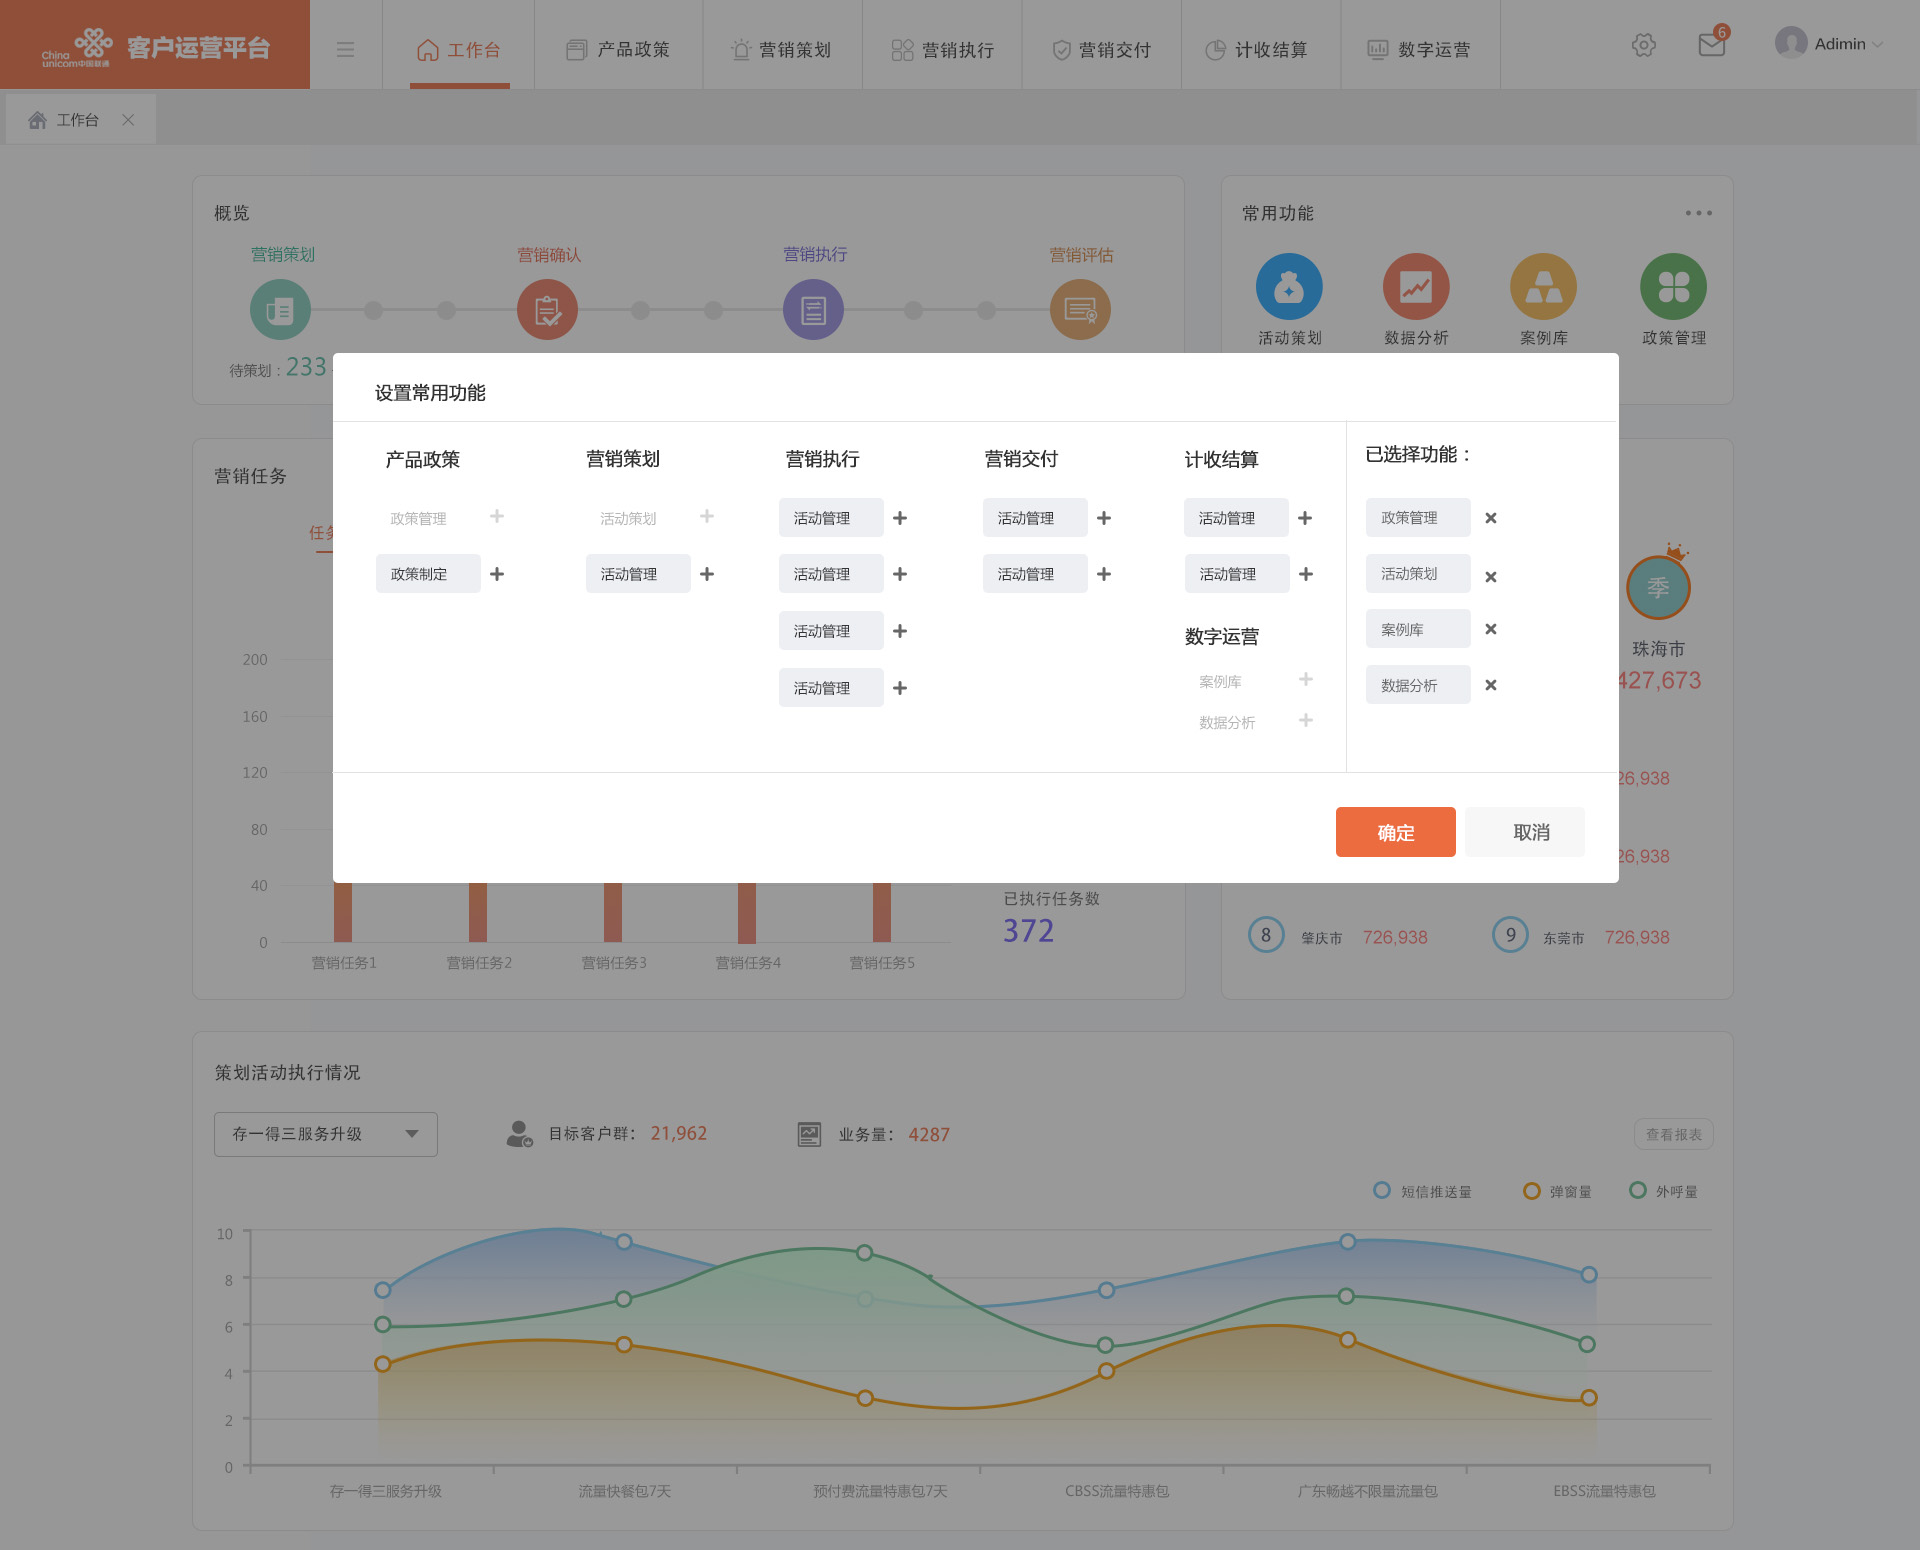 China
unicom中国联通
客户运营平台
工作台
产品政策
营销策划
营销执行
营销交付
计收结算
数字运营
6
Admin
工作台
概览
营销策划
营销确认
营销执行
营销评估
待策划：233
常用功能
活动策划
数据分析
案例库
政策管理
设置常用功能
产品政策
营销策划
营销执行
营销交付
计收结算
已选择功能：
政策管理
活动策划
活动管理
活动管理
活动管理
政策管理
政策制定
活动管理
活动管理
活动管理
活动管理
活动策划
活动管理
数字运营
案例库
案例库
活动管理
数据分析
数据分析
确定
取消
营销任务
200
160
120
80
40
0
营销任务1
营销任务2
营销任务3
营销任务4
营销任务5
已执行任务数
372
季
珠海市
427,673
26,938
26,938
8
肇庆市
726,938
9
东莞市
726,938
策划活动执行情况
存一得三服务升级
目标客户群：
21,962
业务量：
4287
查看报表
短信推送量
弹窗量
外呼量
10
8
6
4
2
0
存一得三服务升级
流量快餐包7天
预付费流量特惠包7天
CBSS流量特惠包
广东畅越不限量流量包
EBSS流量特惠包